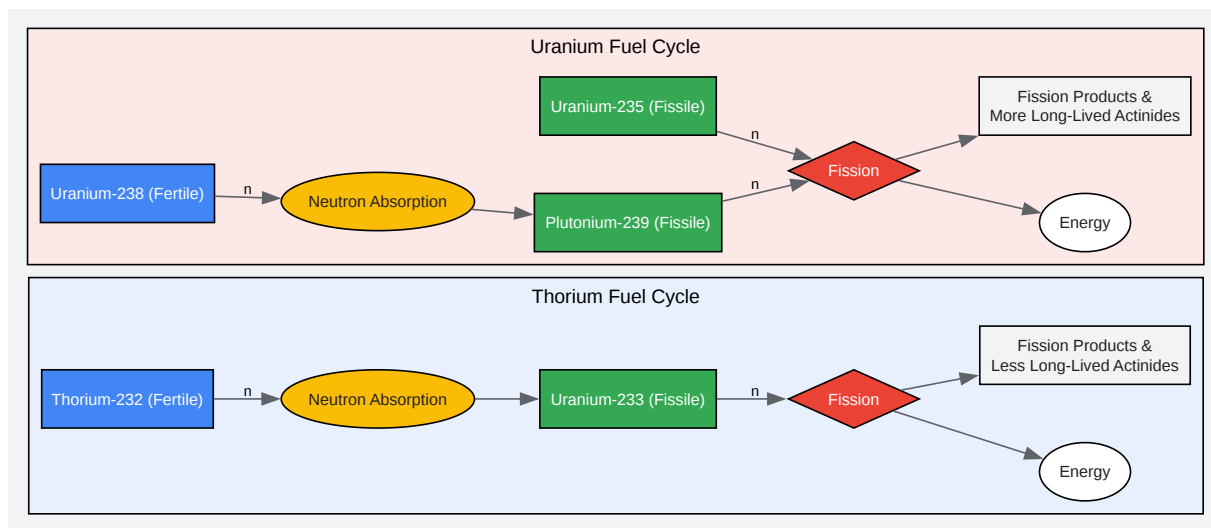 Uranium Fuel Cycle
Uranium-238 (Fertile)
n
Neutron Absorption
Uranium-235 (Fissile)
n
Plutonium-239 (Fissile)
n
Fission
Fission Products &
More Long-Lived Actinides
Energy
Thorium Fuel Cycle
Thorium-232 (Fertile)
n
Neutron Absorption
Uranium-233 (Fissile)
n
Fission
Fission Products &
Less Long-Lived Actinides
Energy